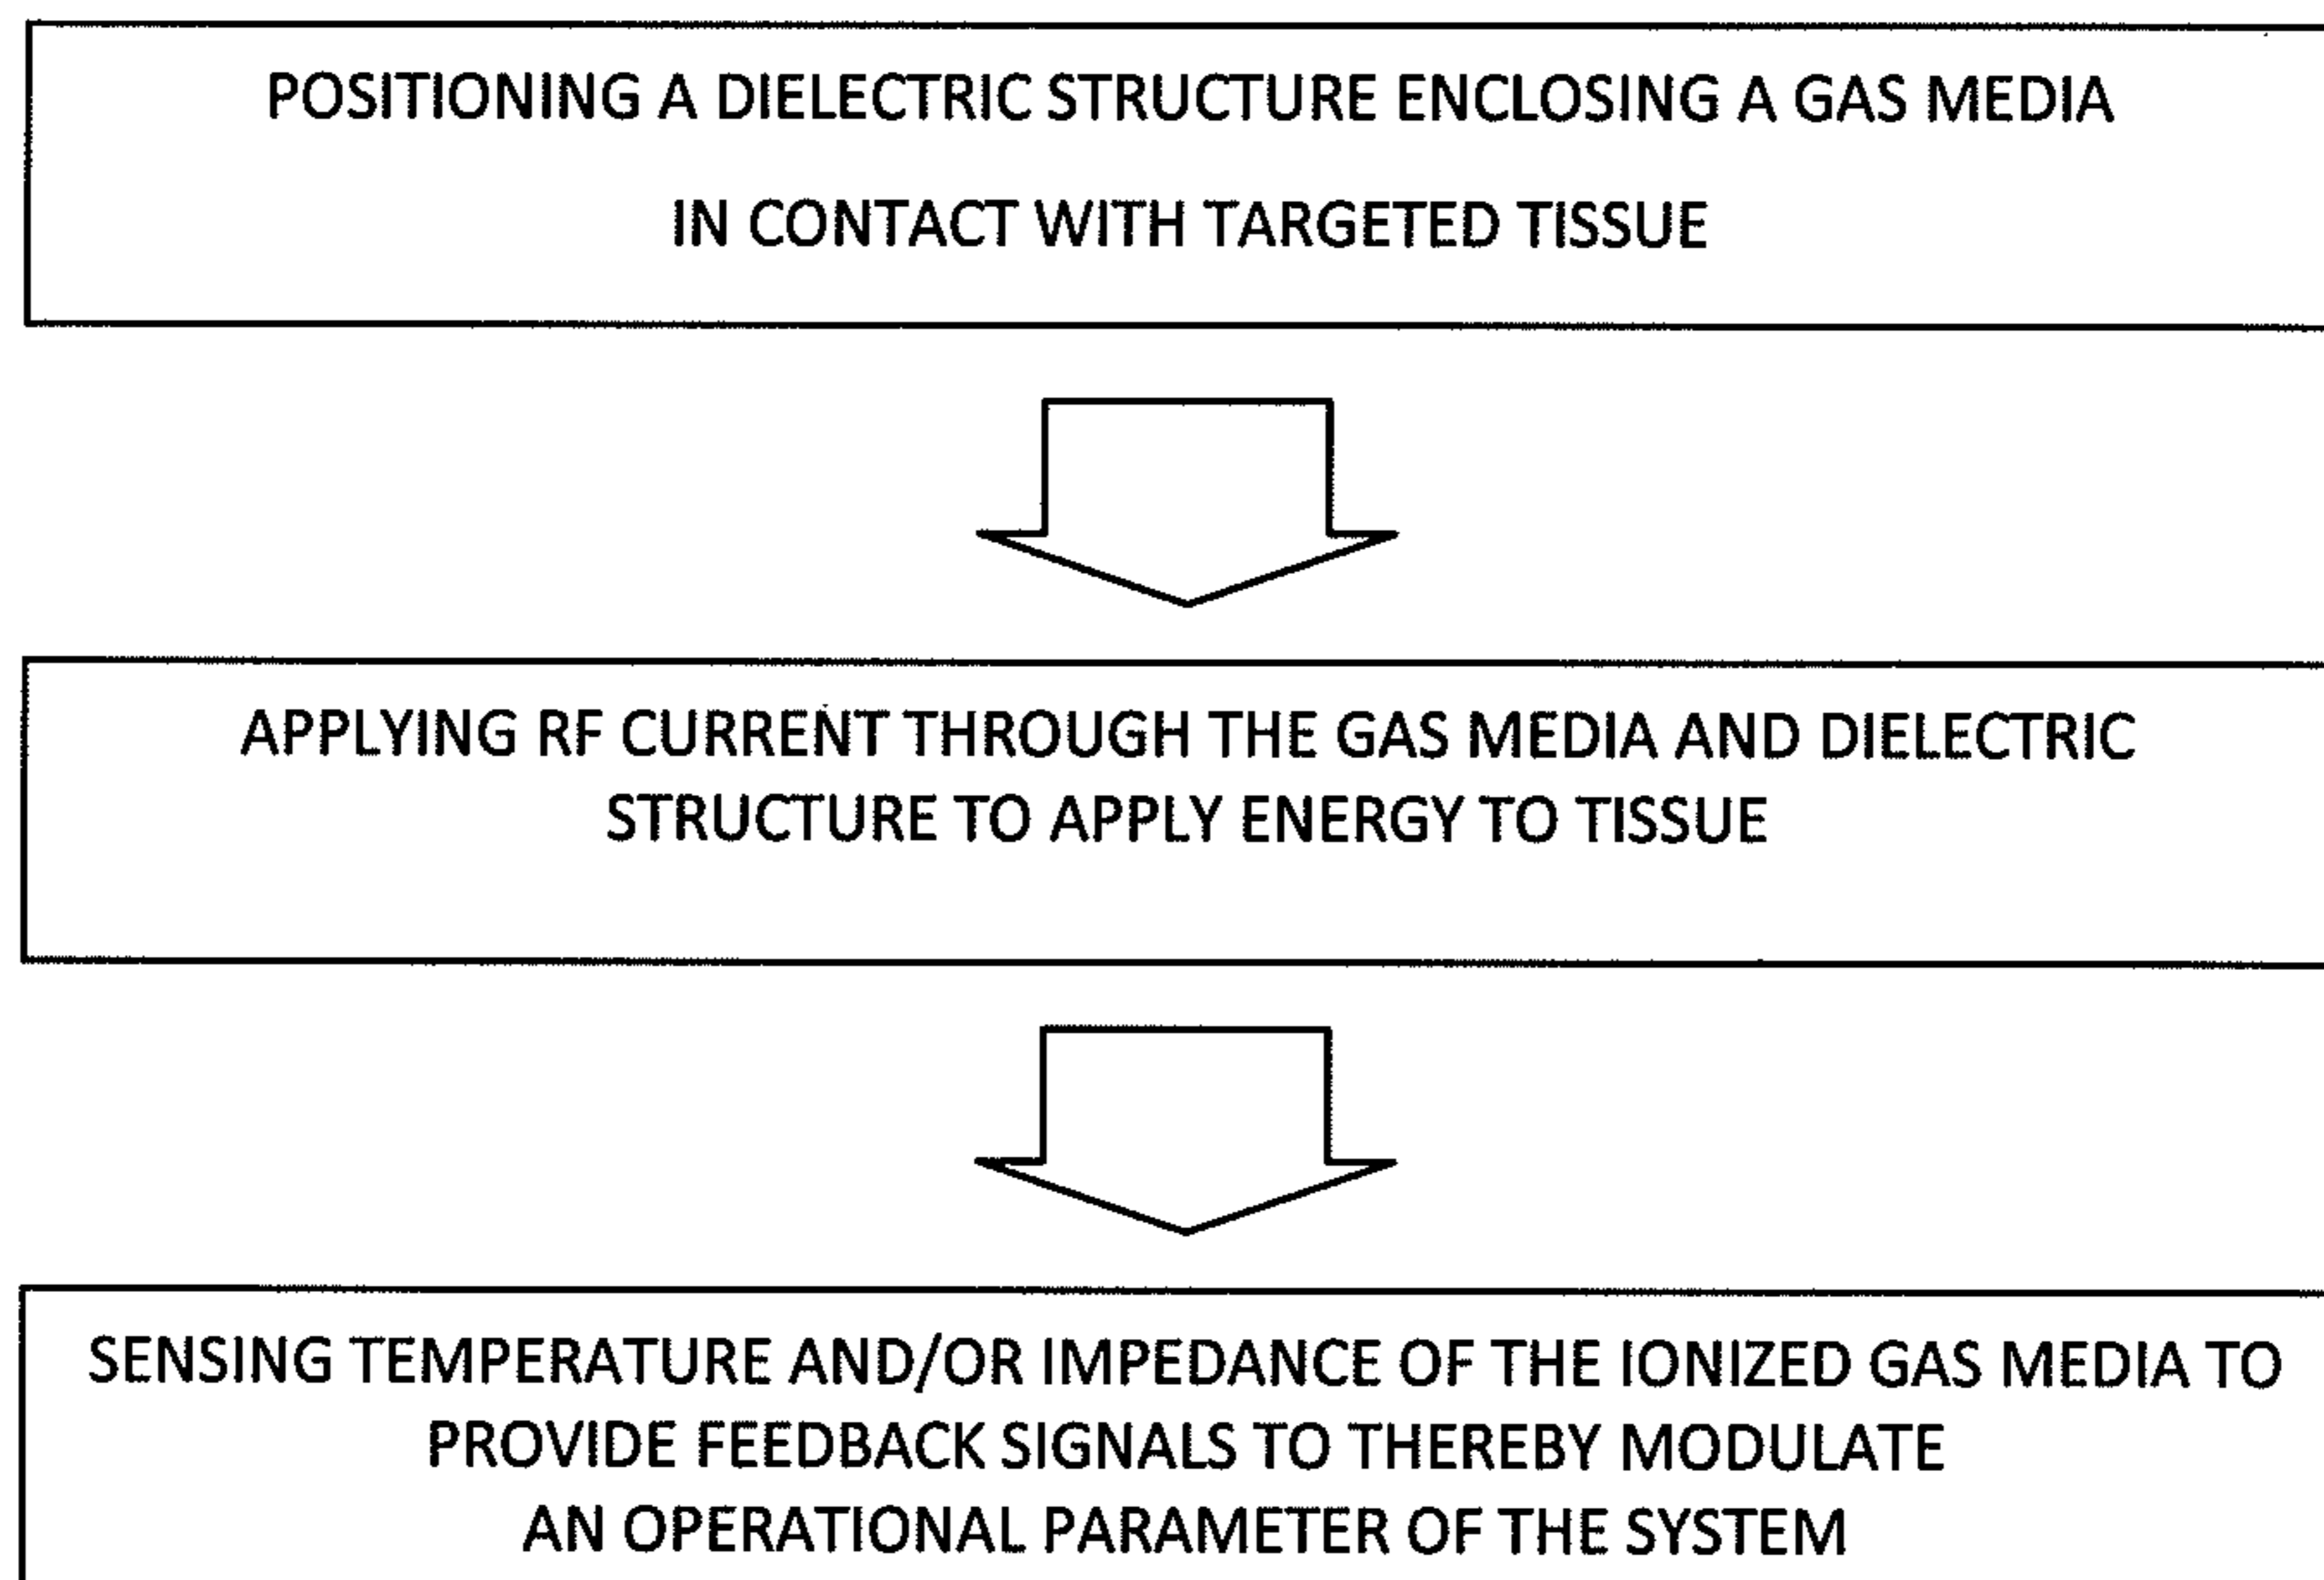 POSITIONING A DIELECTRIC STRUCTURE ENCLOSING A GAS MEDIA
IN CONTACT WITH TARGETED TISSUE
APPLYING RF CURRENT THROUGH THE GAS MEDIA AND DIELECTRIC
STRUCTURE TO APPLY ENERGY TO TISSUE
SENSING TEMPERATURE AND/OR IMPEDANCE OF THE IONIZED GAS MEDIA TO
PROVIDE FEEDBACK SIGNALS TO THEREBY MODULATE
AN OPERATIONAL PARAMETER OF THE SYSTEM